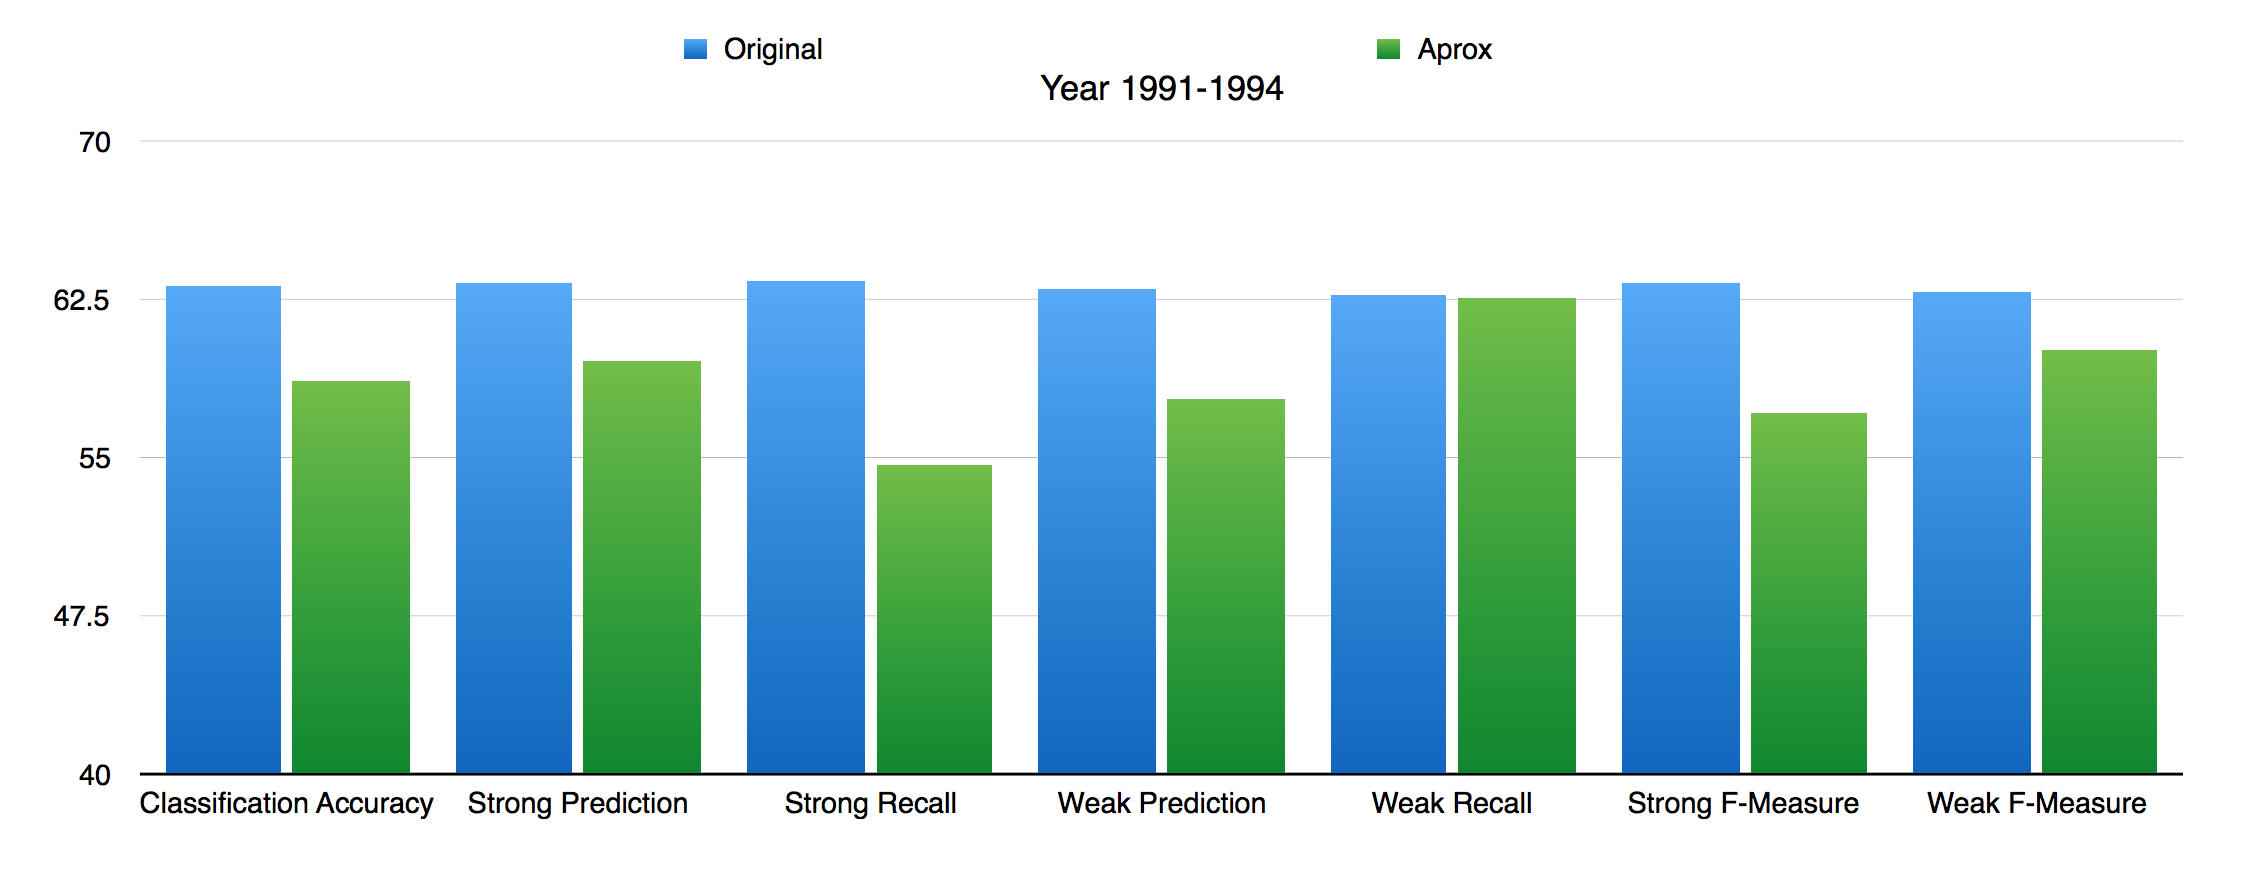 Original
Aprox
Year 1991-1994
70
62.5
55
47.5
40
Classification Accuracy
Strong Prediction
Strong Recall
Weak Prediction
Weak Recall
Strong F-Measure
Weak F-Measure